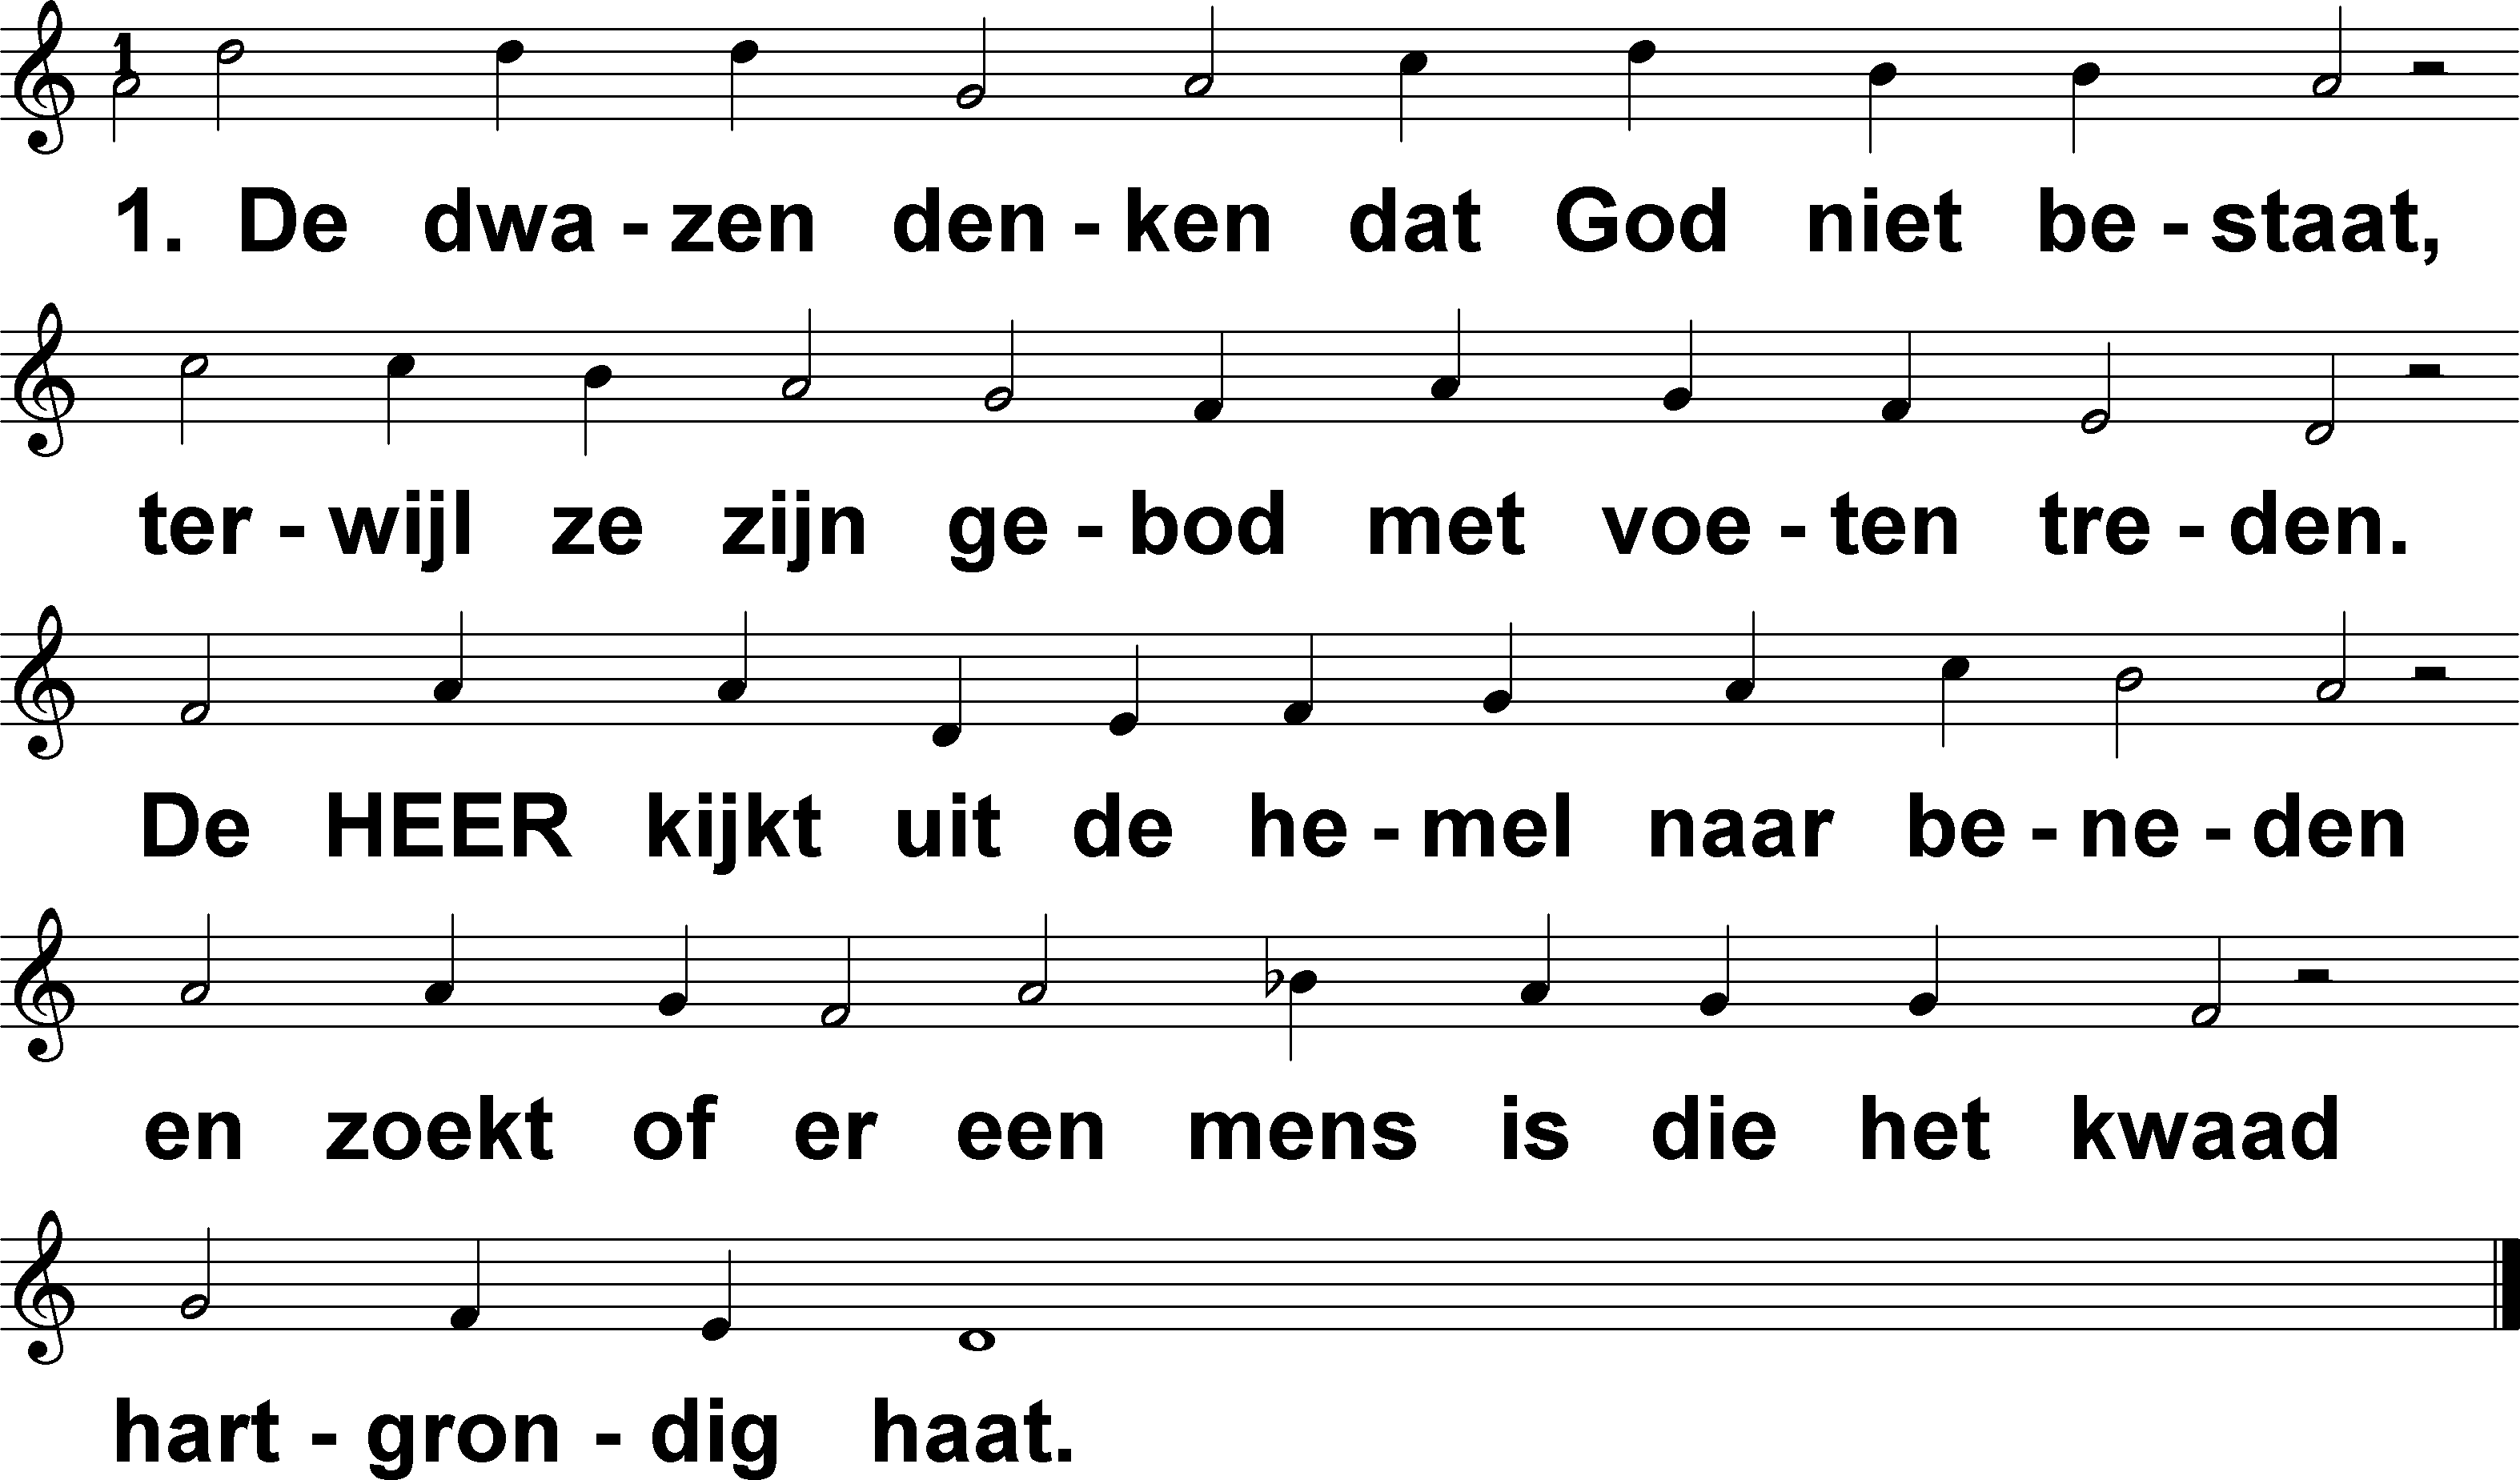 1. De dwa - zen den - ken dat God niet be - staat,
ter - wijl ze zijn ge - bod met voe - ten tre - den.
De HEER kijkt uit de he - mel naar be - ne - den
en zoekt of er een mens is die het kwaad
hart - gron - dig haat.